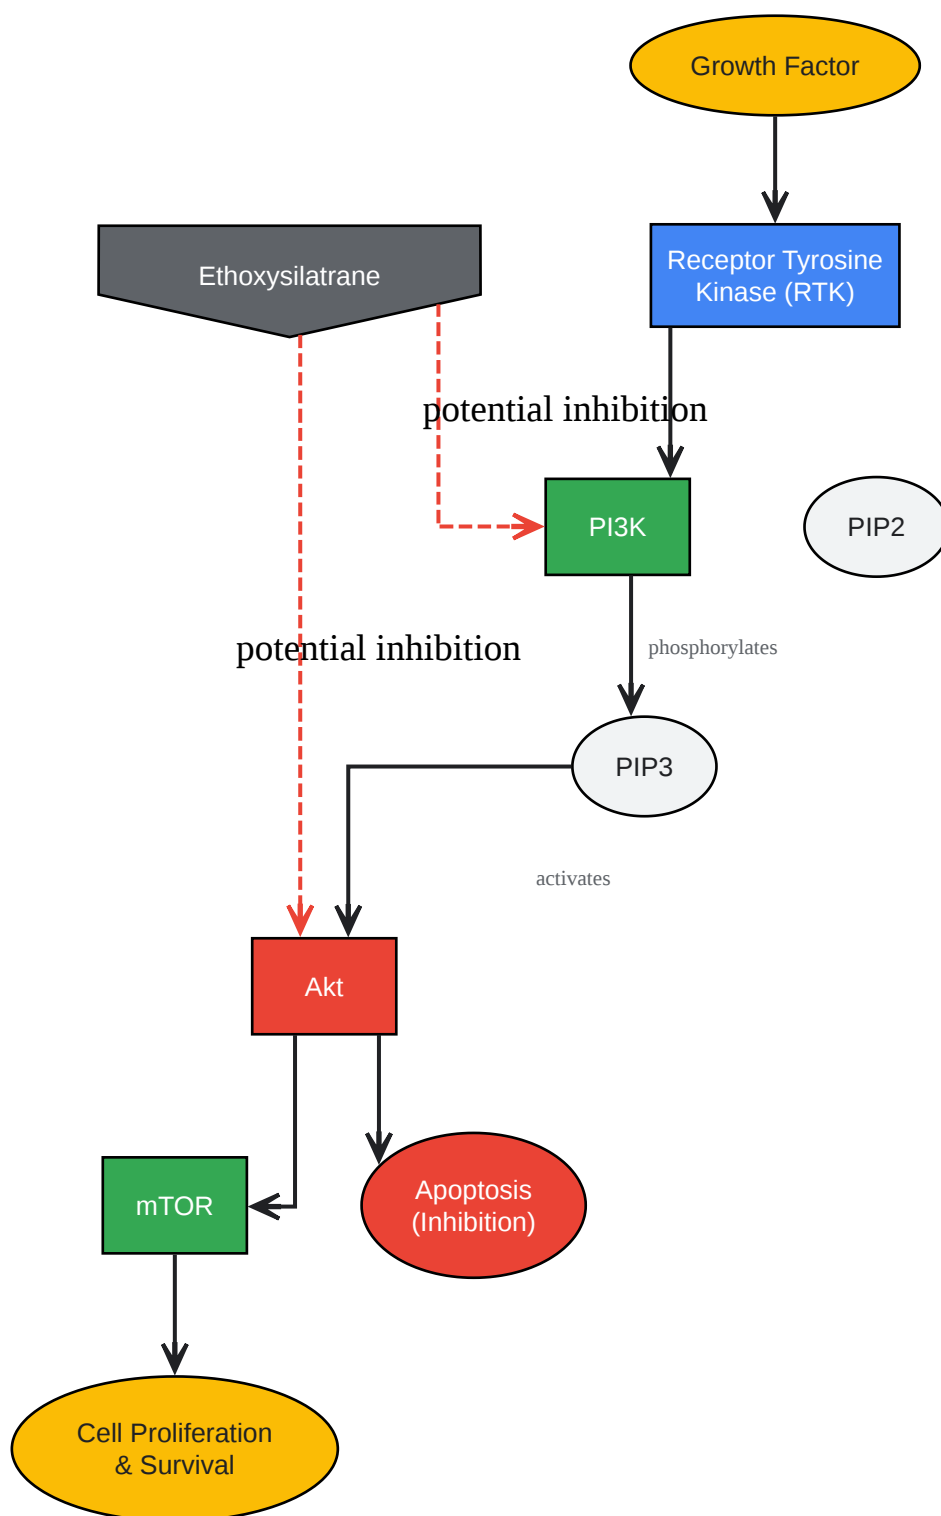 Growth Factor
Ethoxysilatrane
Receptor Tyrosine
Kinase (RTK)
potential inhibition
PI3K
PIP2
potential inhibition
phosphorylates
PIP3
activates
Akt
mTOR
Apoptosis
(Inhibition)
Cell Proliferation
& Survival